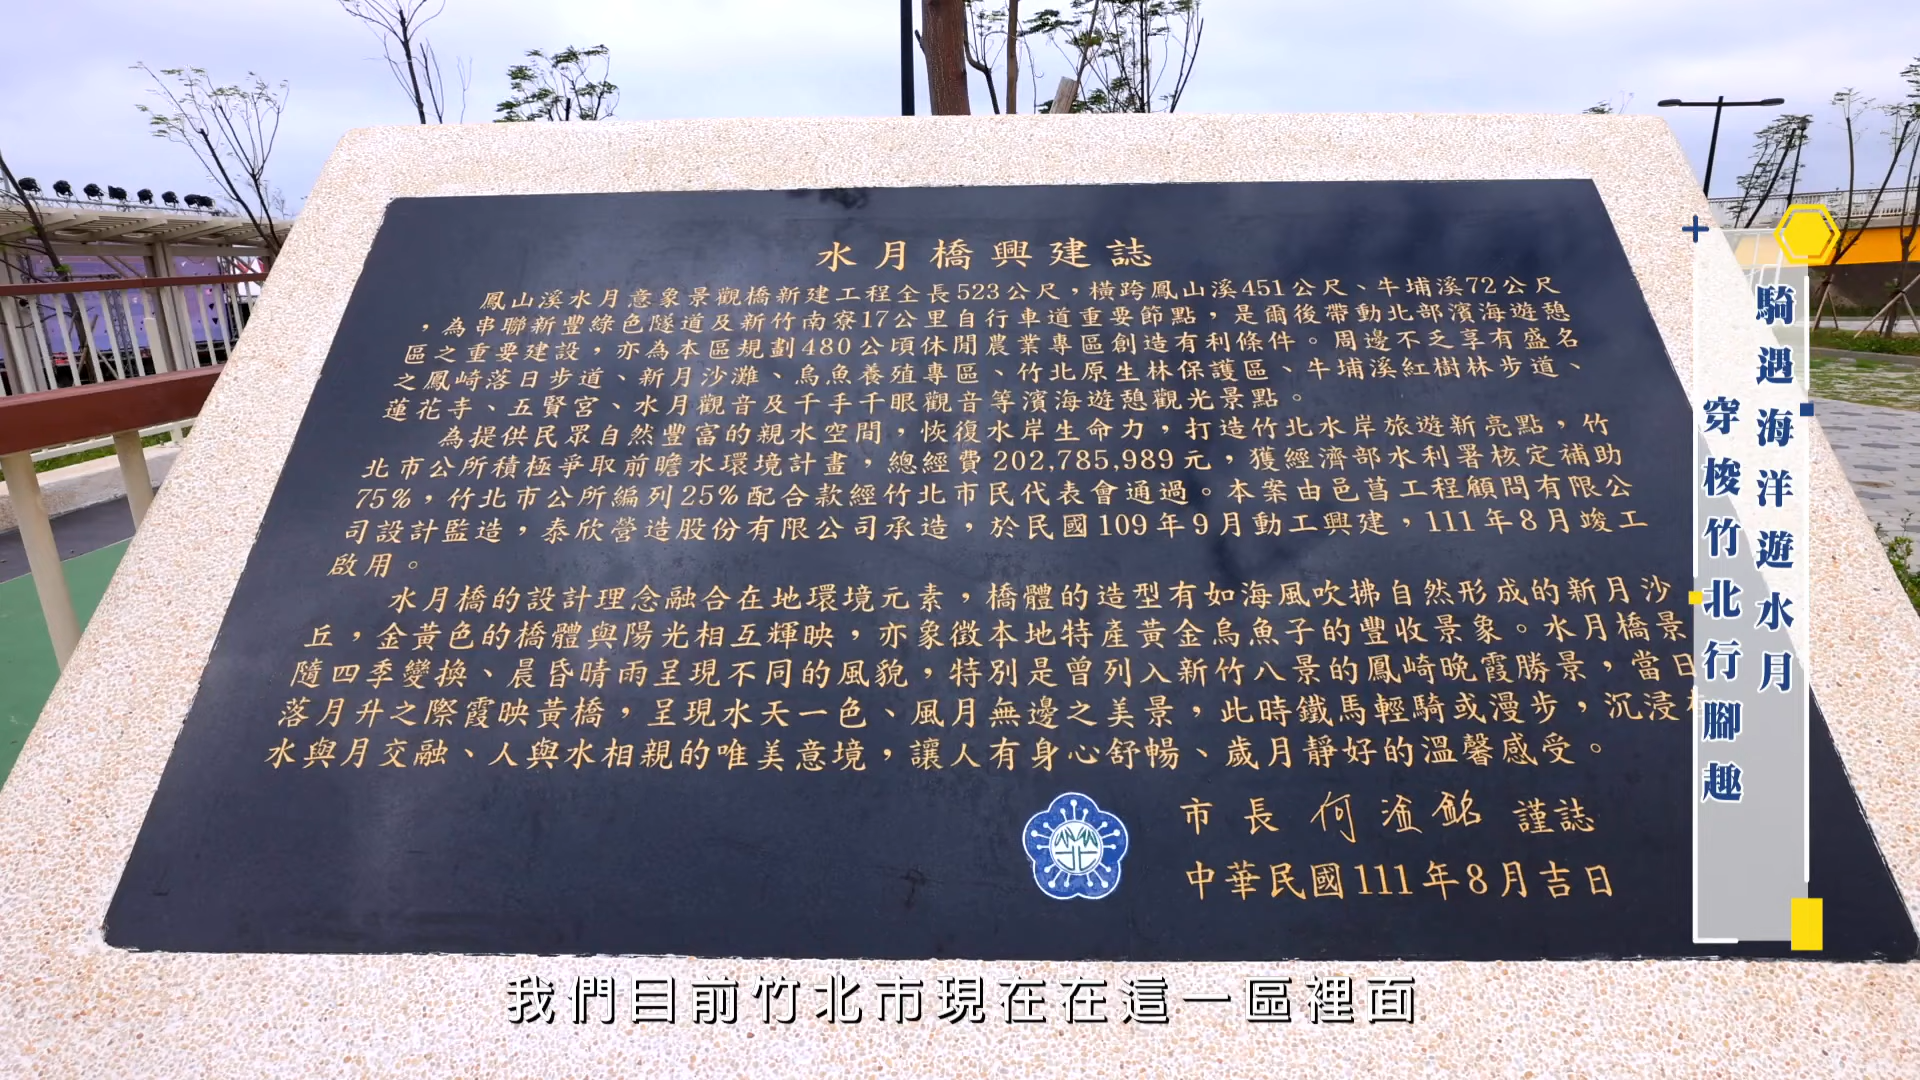 水月橋興建誌
鳳山溪水月意象景觀橋新建工程全長523公尺，橫跨鳳山溪451公尺、牛埔溪72公尺
，為串聯新豐綠色隧道及新竹南寮17公里自行車道重要節點，是爾後帶動北部濱海遊憩
區之重要建設，亦為本區規劃480公頃休閒農業專區創造有利條件。周邊不乏享有盛名
之鳳崎落日步道、新月沙灘、烏魚養殖專區、竹北原生林保護區、牛埔溪紅樹林步道、
蓮花寺、五賢宮、水月觀音及千手千眼觀音等濱海遊憩觀光景點。
為提供民眾自然豐富的親水空間，恢復水岸生命力，打造竹北水岸旅遊新亮點，竹
北市公所積極爭取前瞻水環境計畫，總經費202,785,989元，獲經濟部水利署核定補助
75%，竹北市公所編列25%配合款經竹北市民代表會通過。本案由邑菖工程顧問有限公
司設計監造，泰欣營造股份有限公司承造，於民國109年9月動工興建，111年8月竣工
啟用。
水月橋的設計理念融合在地環境元素，橋體的造型有如海風吹拂自然形成的新月沙
丘，金黃色的橋體與陽光相互輝映，亦象徵本地特產黃金烏魚子的豐收景象。水月橋景
隨四季變換、晨昏晴雨呈現不同的風貌，特別是曾列入新竹八景的鳳崎晚霞勝景，當日
落月升之際霞映黃橋，呈現水天一色、風月無邊之美景，此時鐵馬輕騎或漫步，沉浸
水與月交融、人與水相親的唯美意境，讓人有身心舒暢、歲月靜好的溫馨感受。
市長 何淦銘 謹誌
中華民國111年8月吉日
騎遇海洋遊水月
穿梭竹北行腳趣
我們目前竹北市現在在這一區裡面